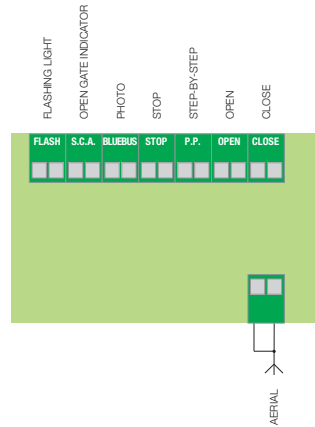 FLASHING LIGHT
OPEN GATE INDICATOR
PHOTO
STOP
STEP-BY-STEP
OPEN
CLOSE
FLASH
S.C.A.
BLUEBUS
STOP
P.P.
OPEN
CLOSE
AERIAL